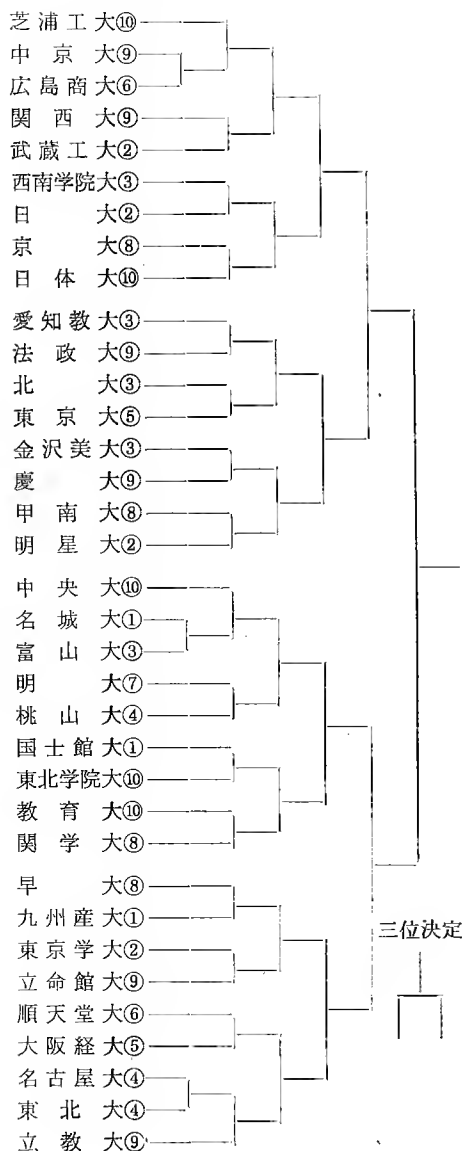 芝浦工大⑩
中京大⑨
広島商大⑥
関西大⑨
武蔵工大②
西南学院大③
日大②
京大⑧
日体大⑩
愛知教大③
法政大⑨
北大③
東京大⑤
金沢美大③
慶大⑨
甲南大⑧
明星大②
中央大⑩
名城大①
富山大③
明大⑦
桃山大④
国士館大①
東北学院大⑩
教育大⑩
関学大⑧
早大⑧
九州産大①
東京学大②
立命館大⑨
順天堂大⑥
大阪経大⑤
名古屋大④
東北大④
立教大⑨
三位決定